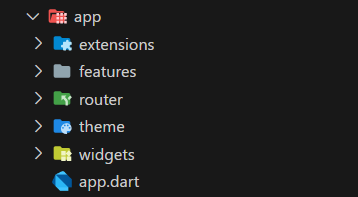 app
extensions
features
router
theme
widgets
app.dart